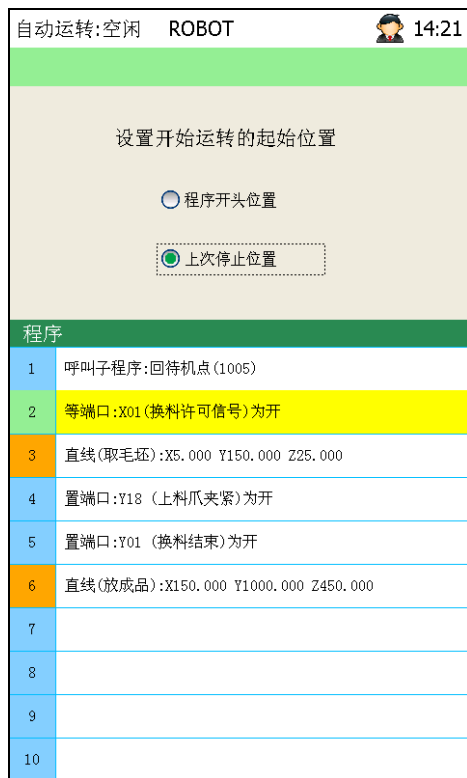 自动运转:空闲 ROBOT 14:21
设置开始运转的起始位置
程序开头位置
上次停止位置
程序
1 呼叫子程序:回待机点(1005)
2 等端口:X01(换料许可信号)为开
3 直线(取毛坯):X5.000 Y150.000 Z25.000
4 置端口:Y18 (上料爪夹紧)为开
5 置端口:Y01 (换料结束)为开
6 直线(放成品):X150.000 Y1000.000 Z450.000
7
8
9
10